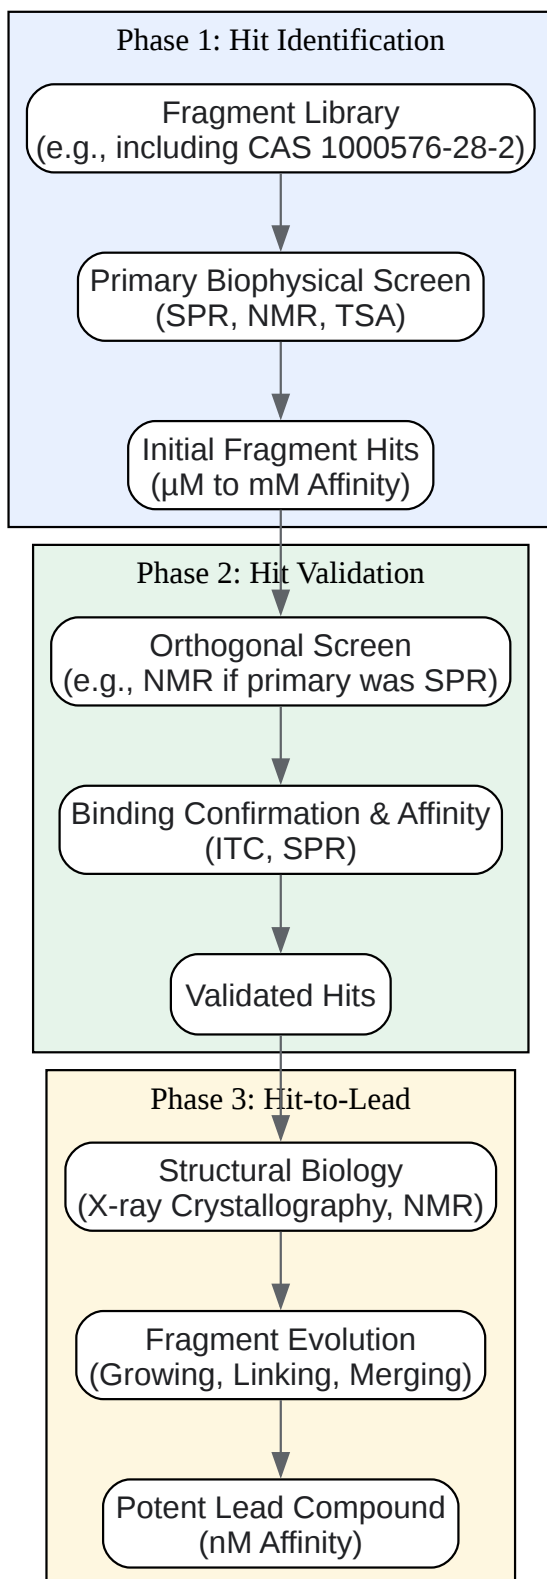 Phase 1: Hit Identification
Fragment Library
(e.g., including CAS 1000576-28-2)
Primary Biophysical Screen
(SPR, NMR, TSA)
Initial Fragment Hits
(µM to mM Affinity)
Phase 2: Hit Validation
Orthogonal Screen
(e.g., NMR if primary was SPR)
Binding Confirmation & Affinity
(ITC, SPR)
Validated Hits
Phase 3: Hit-to-Lead
Structural Biology
(X-ray Crystallography, NMR)
Fragment Evolution
(Growing, Linking, Merging)
Potent Lead Compound
(nM Affinity)